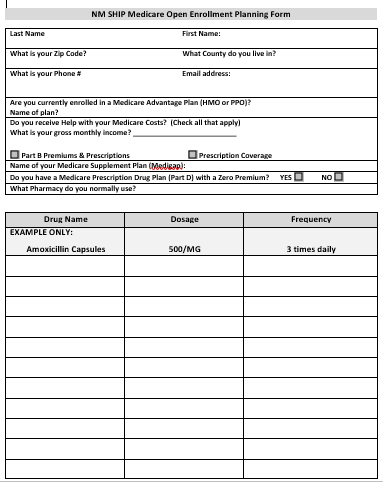 NM SHIP Medicare Open Enrollment Planning Form
Last Name First Name:
What is your Zip Code? What County do you live in?
What is your Phone # Email address:
Are you currently enrolled in a Medicare Advantage Plan (HMO or PPO)?
Name of plan?
Do you receive Help with your Medicare Costs? (Check all that apply)
What is your gross monthly income? ____________________________
Part B Premiums & Prescriptions Prescription Coverage
Name of your Medicare Supplement Plan (Medigap):
Do you have a Medicare Prescription Drug Plan (Part D) with a Zero Premium? YES NO
What Pharmacy do you normally use?
Drug Name Dosage Frequency
EXAMPLE ONLY:
Amoxicillin Capsules 500/MG 3 times daily